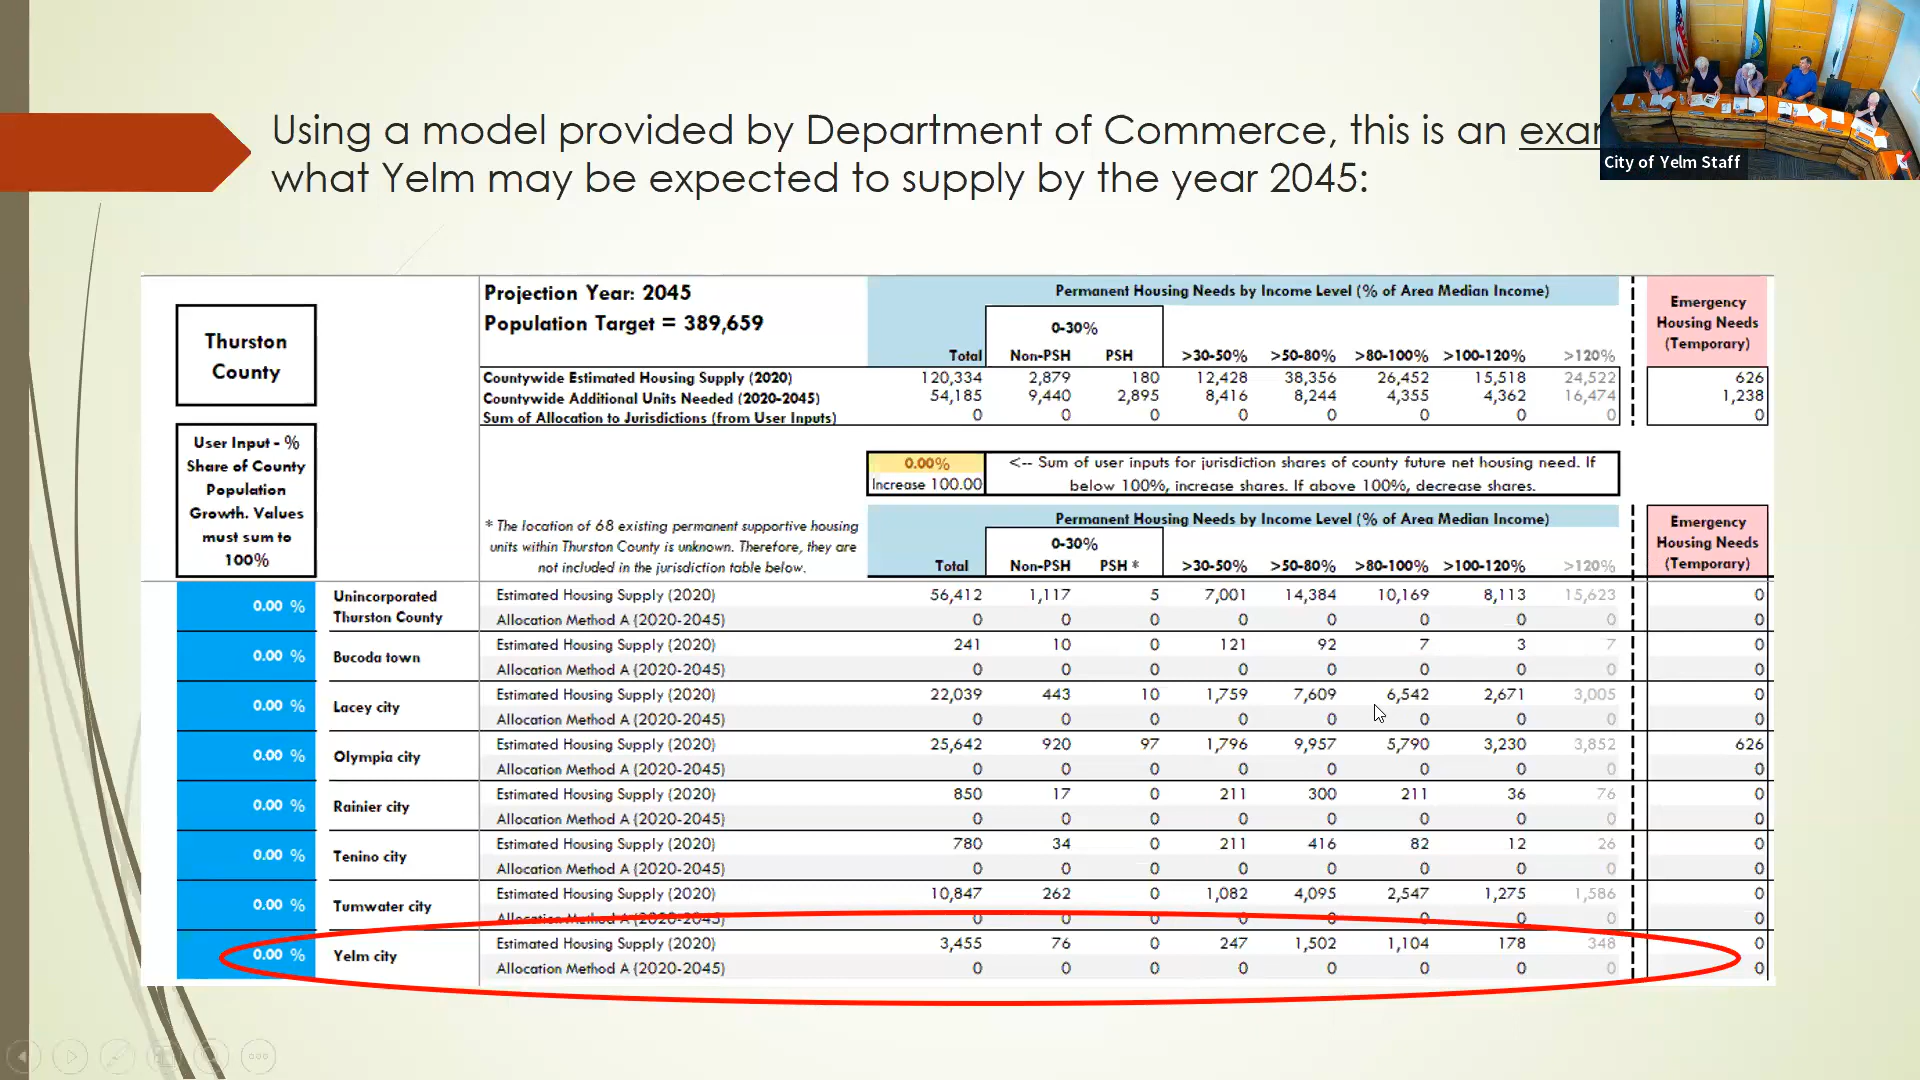 Using a model provided by Department of Commerce, this is an
what Yelm may be expected to supply by the year 2045:
City of Yelm Staff
Thurston County
Projection Year: 2045
Population Target = 389,659
Permanent Housing Needs by Income Level (% of Area Median Income)
Emergency Housing Needs (Temporary)
0-30%
Total Non-PSH PSH >30-50% >50-80% >80-100% >100-120% >120%
Countywide Estimated Housing Supply (2020) 120,334 2,879 180 12,428 38,356 26,452 15,518 24,522 626
Countywide Additional Units Needed (2020-2045) 54,185 9,440 2,895 8,416 8,244 4,355 4,362 16,474 1,238
Sum of Allocation to Jurisdictions (from User Inputs) 0 0 0 0 0 0 0 0 0
User Input - % Share of County Population Growth. Values must sum to 100%
0.00%
Increase 100.00
<-- Sum of user inputs for jurisdiction shares of county future net housing need. If
below 100%, increase shares. If above 100%, decrease shares.
* The location of 68 existing permanent supportive housing
units within Thurston County is unknown. Therefore, they are
not included in the jurisdiction table below.
Permanent Housing Needs by Income Level (% of Area Median Income)
Emergency Housing Needs (Temporary)
0-30%
Total Non-PSH PSH * >30-50% >50-80% >80-100% >100-120% >120%
0.00 % Unincorporated Thurston County Estimated Housing Supply (2020) 56,412 1,117 5 7,001 14,384 10,169 8,113 15,623 0
Allocation Method A (2020-2045) 0 0 0 0 0 0 0 0 0
0.00 % Bucoda town Estimated Housing Supply (2020) 241 10 0 121 92 7 3 7 0
Allocation Method A (2020-2045) 0 0 0 0 0 0 0 0 0
0.00 % Lacey city Estimated Housing Supply (2020) 22,039 443 10 1,759 7,609 6,542 2,671 3,005 0
Allocation Method A (2020-2045) 0 0 0 0 0 0 0 0 0
0.00 % Olympia city Estimated Housing Supply (2020) 25,642 920 97 1,796 9,957 5,790 3,230 3,852 626
Allocation Method A (2020-2045) 0 0 0 0 0 0 0 0 0
0.00 % Rainier city Estimated Housing Supply (2020) 850 17 0 211 300 211 36 76 0
Allocation Method A (2020-2045) 0 0 0 0 0 0 0 0 0
0.00 % Tenino city Estimated Housing Supply (2020) 780 34 0 211 416 82 12 26 0
Allocation Method A (2020-2045) 0 0 0 0 0 0 0 0 0
0.00 % Tumwater city Estimated Housing Supply (2020) 10,847 262 0 1,082 4,095 2,547 1,275 1,586 0
Allocation Method A (2020-2045) 0 0 0 0 0 0 0 0 0
0.00 % Yelm city Estimated Housing Supply (2020) 3,455 76 0 247 1,502 1,104 178 348 0
Allocation Method A (2020-2045) 0 0 0 0 0 0 0 0 0